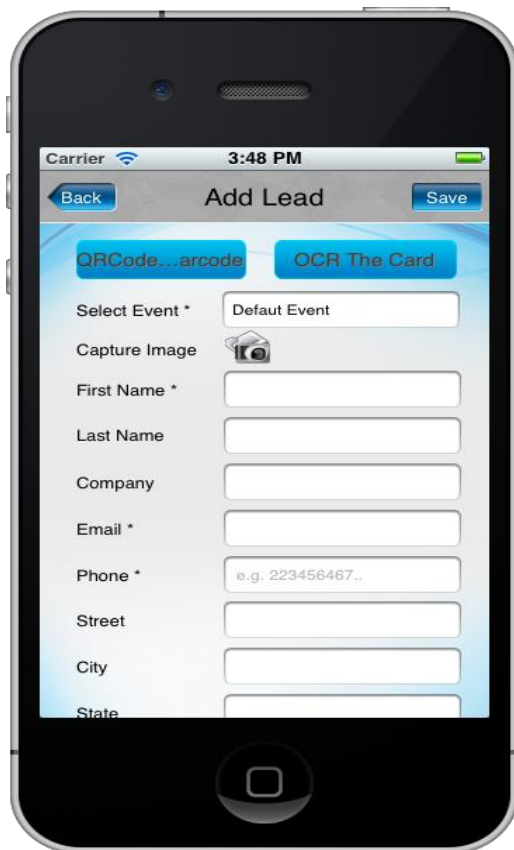 Carrier 3:48 PM
Back Add Lead Save
QRCode...arcode OCR The Card
Select Event * Defaut Event
Capture Image
First Name *
Last Name
Company
Email *
Phone * e.g. 223456467..
Street
City
State